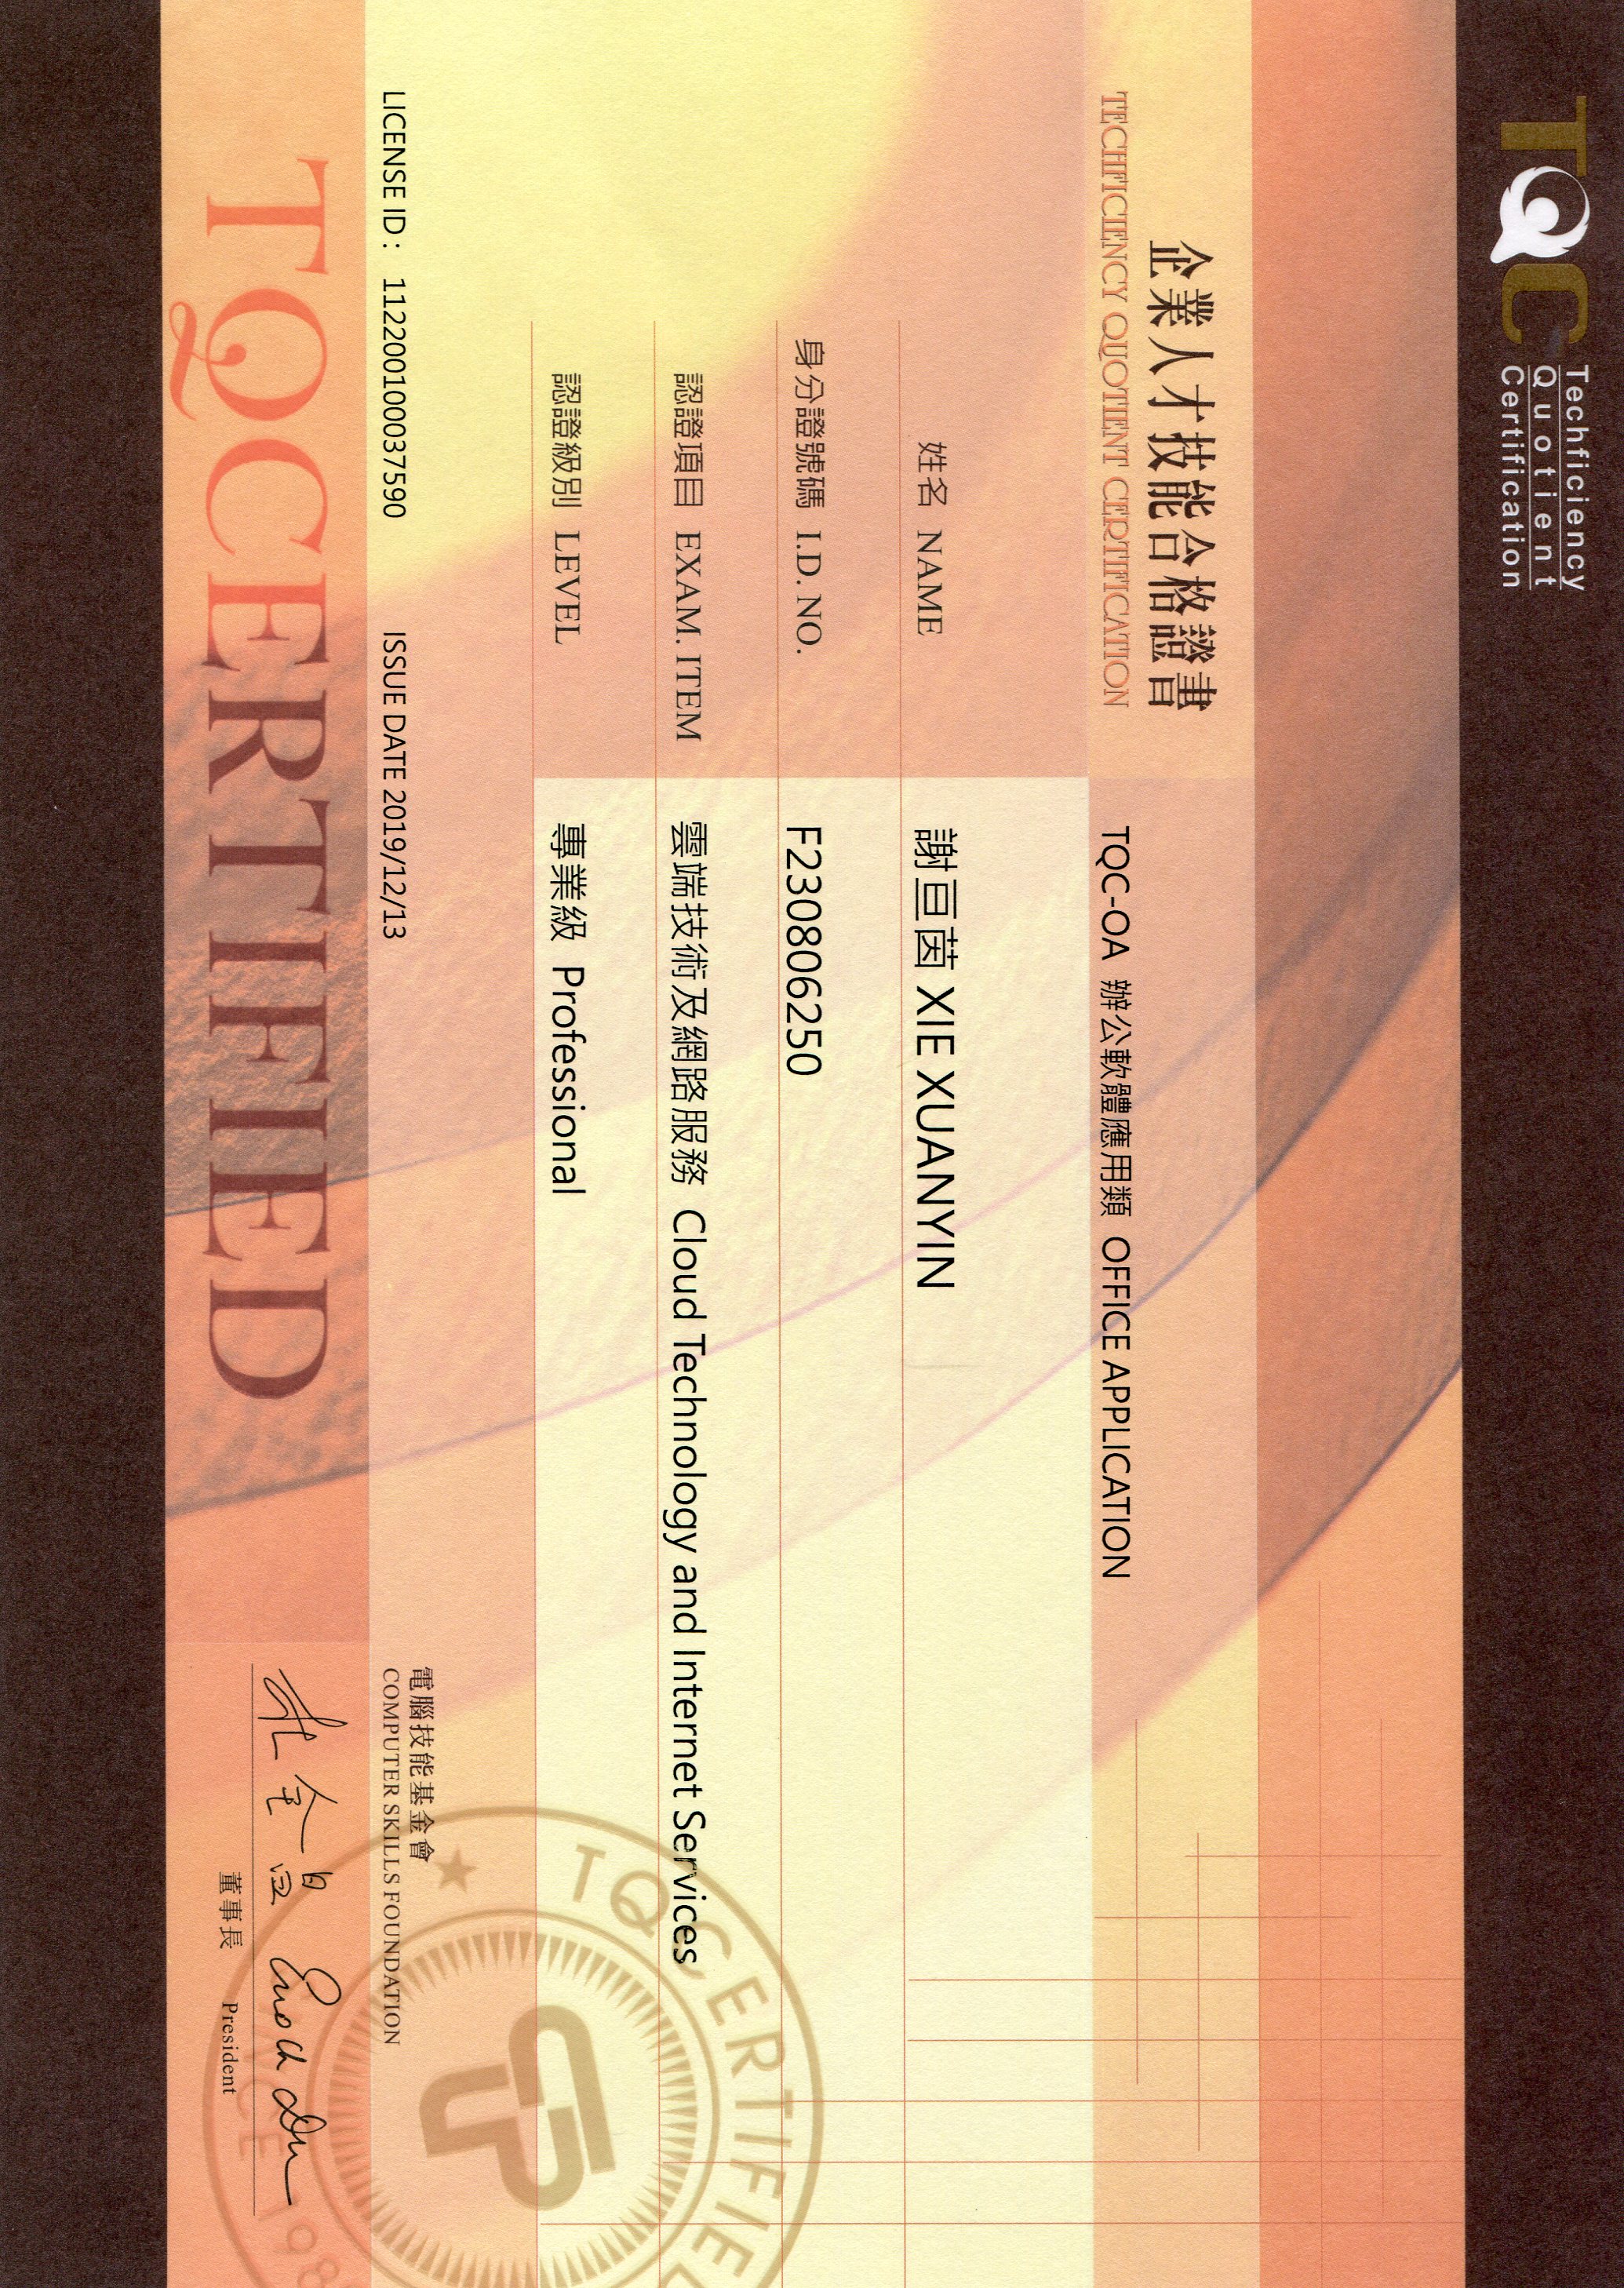 TQC
Techficiency
Quotient
Certification
企業人才技能合格證書
TECHFICIENCY QUOTIENT CERTIFICATION
TQC-OA 辦公軟體應用類 OFFICE APPLICATION
姓名 NAME 謝亘茵 XIE XUANYIN
身分證號碼 I.D. NO. F230806250
認證項目 EXAM. ITEM 雲端技術及網路服務 Cloud Technology and Internet Services
認證級別 LEVEL 專業級 Professional
TQCERTIFIE
LICENSE ID : 112200100037590 ISSUE DATE 2019/12/13
電腦技能基金會
COMPUTER SKILLS FOUNDATION
TQCERTIFIED
杜全昌 Enoch Du
董事長 President